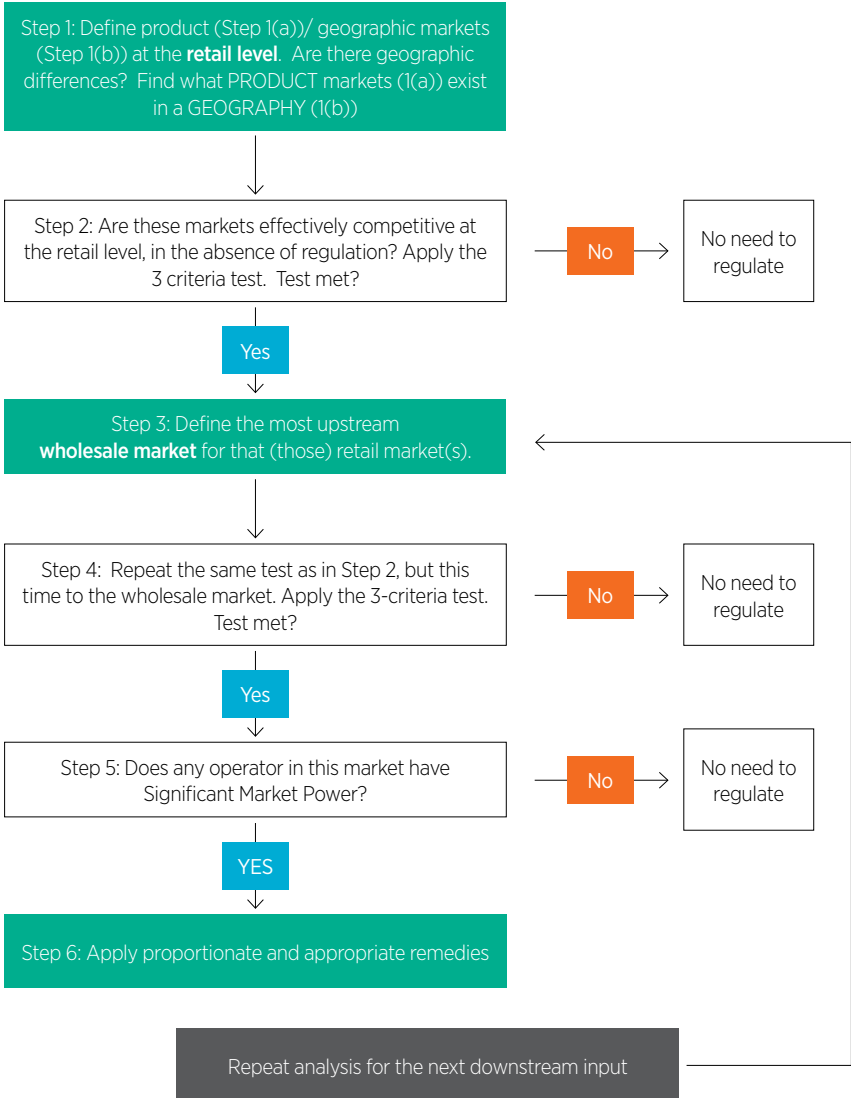 Step 1: Define product (Step 1(a))/ geographic markets
(Step 1(b)) at the retail level.  Are there geographic
differences?  Find what PRODUCT markets (1(a)) exist
in a GEOGRAPHY (1(b))
Step 2: Are these markets effectively competitive at
the retail level, in the absence of regulation? Apply the
3 criteria test.  Test met?
No
No need to
regulate
Yes
Step 3: Define the most upstream
wholesale market for that (those) retail market(s).
Step 4:  Repeat the same test as in Step 2, but this
time to the wholesale market. Apply the 3-criteria test.
Test met?
No
No need to
regulate
Yes
Step 5: Does any operator in this market have
Significant Market Power?
No
No need to
regulate
YES
Step 6: Apply proportionate and appropriate remedies
Repeat analysis for the next downstream input